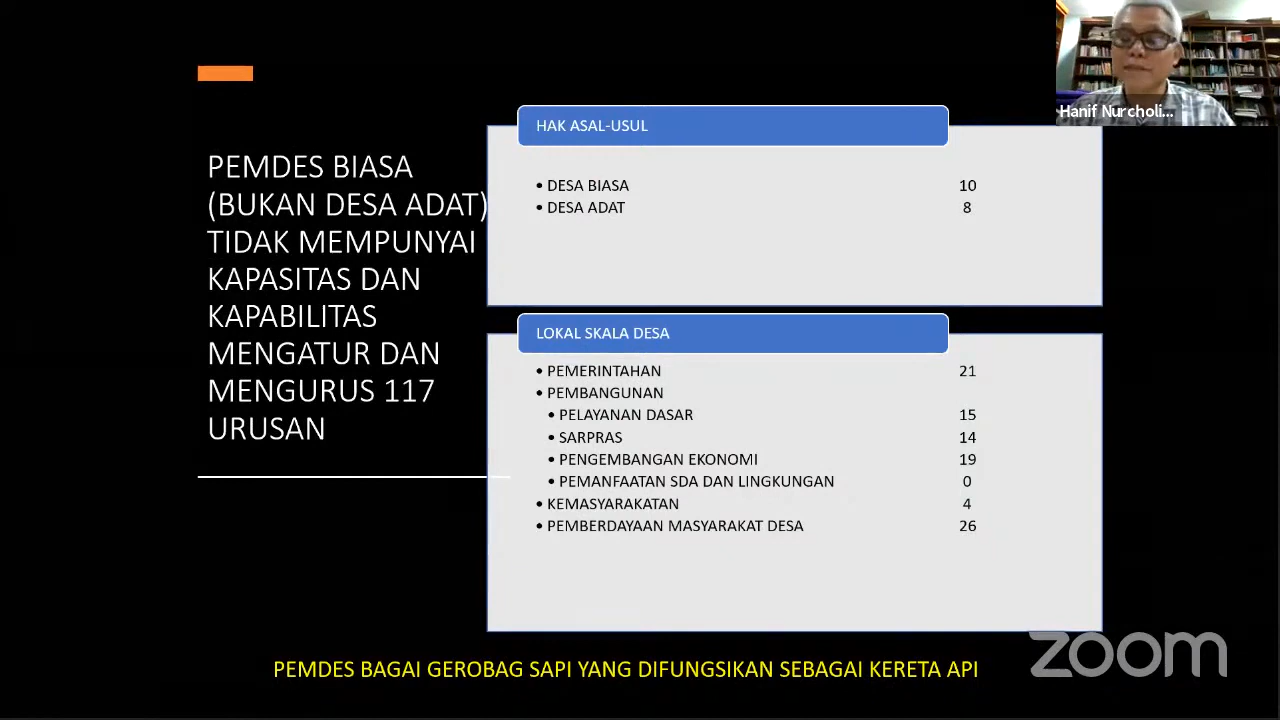 PEMDES BIASA
(BUKAN DESA ADAT)
TIDAK MEMPUNYAI
KAPASITAS DAN
KAPABILITAS
MENGATUR DAN
MENGURUS 117
URUSAN
HAK ASAL-USUL
• DESA BIASA 10
• DESA ADAT 8
LOKAL SKALA DESA
• PEMERINTAHAN 21
• PEMBANGUNAN
• PELAYANAN DASAR 15
• SARPRAS 14
• PENGEMBANGAN EKONOMI 19
• PEMANFAATAN SDA DAN LINGKUNGAN 0
• KEMASYARAKATAN 4
• PEMBERDAYAAN MASYARAKAT DESA 26
PEMDES BAGAI GEROBAG SAPI YANG DIFUNGSIKAN SEBAGAI KERETA API
Hanif Nurcholi...
zoom